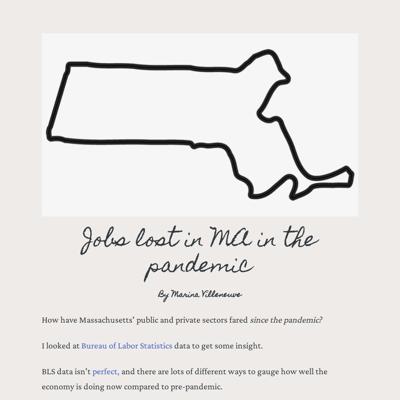 Jobs lost in MA in the
pandemic
By Marina Villeneuve
How have Massachusetts' public and private sectors fared since the pandemic?
I looked at Bureau of Labor Statistics data to get some insight.
BLS data isn't perfect, and there are lots of different ways to gauge how well the
economy is doing now compared to pre-pandemic.